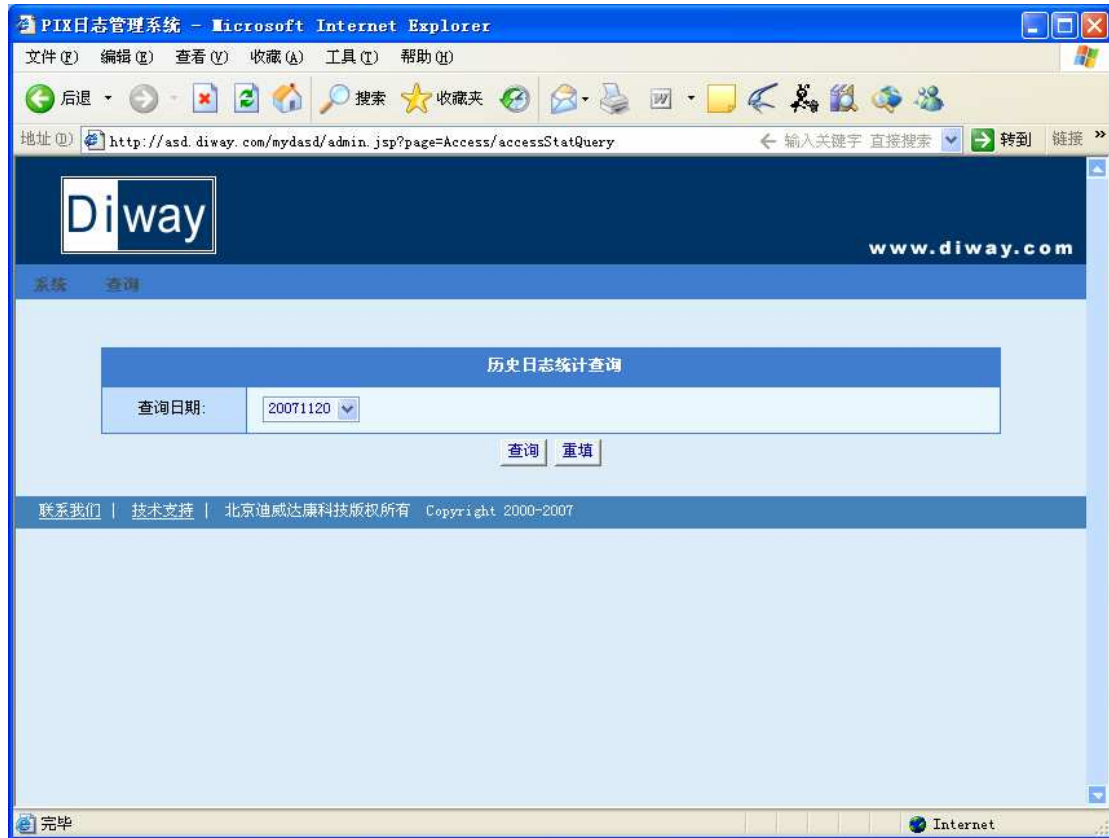 PIX日志管理系统 - Microsoft Internet Explorer
文件(F) 编辑(E) 查看(V) 收藏(A) 工具(T) 帮助(H)
后退 搜索 收藏夹
地址(D) http://asd.diway.com/mydasd/admin.jsp?page=Access/accessStatQuery 输入关键字 直接搜索 转到 链接 »
Diway
www.diway.com
系统 查询
历史日志统计查询
查询日期: 20071120
查询 重填
联系我们 | 技术支持 | 北京迪威达康科技版权所有 Copyright 2000-2007
完毕 Internet